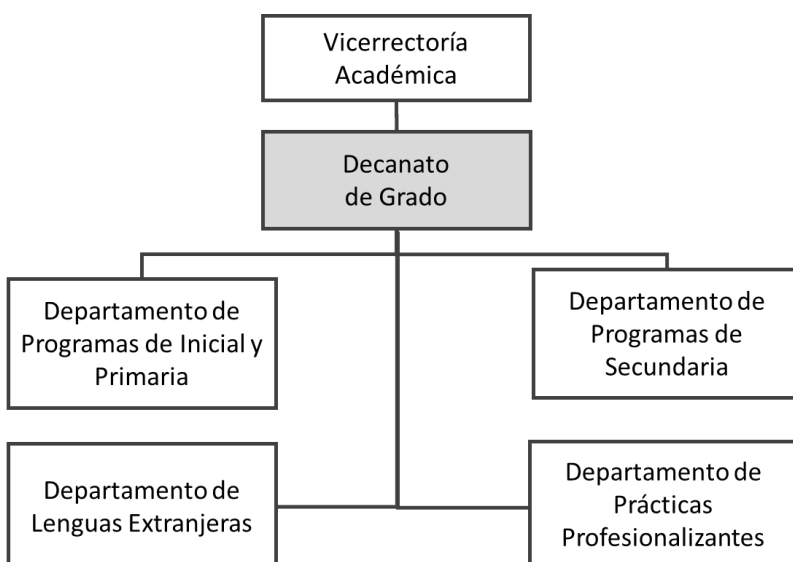 Vicerrectoría
Académica
Decanato
de Grado
Departamento de
Programas de Inicial y
Primaria
Departamento de
Programas de
Secundaria
Departamento de
Lenguas Extranjeras
Departamento de
Prácticas
Profesionalizantes